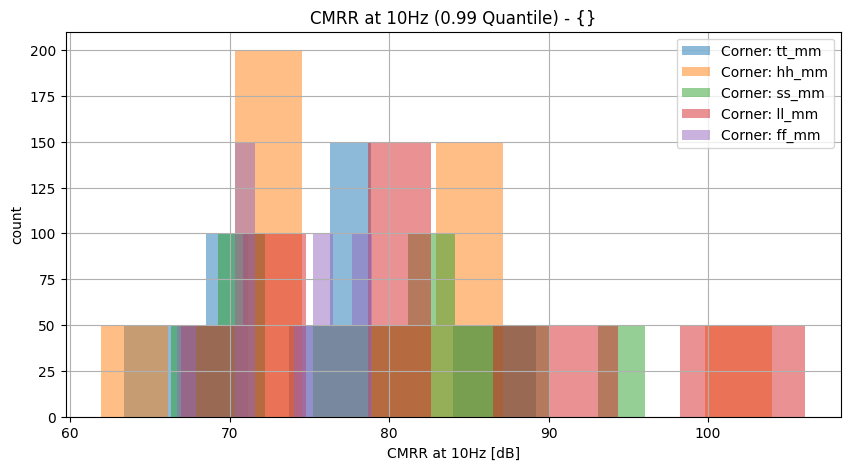 CMRR at 10Hz (0.99 Quantile) - {}
Corner: tt_mm
Corner: hh_mm
Corner: ss_mm
Corner: ll_mm
Corner: ff_mm
count
200
175
150
125
100
75
50
25
0
60 70 80 90 100
CMRR at 10Hz [dB]